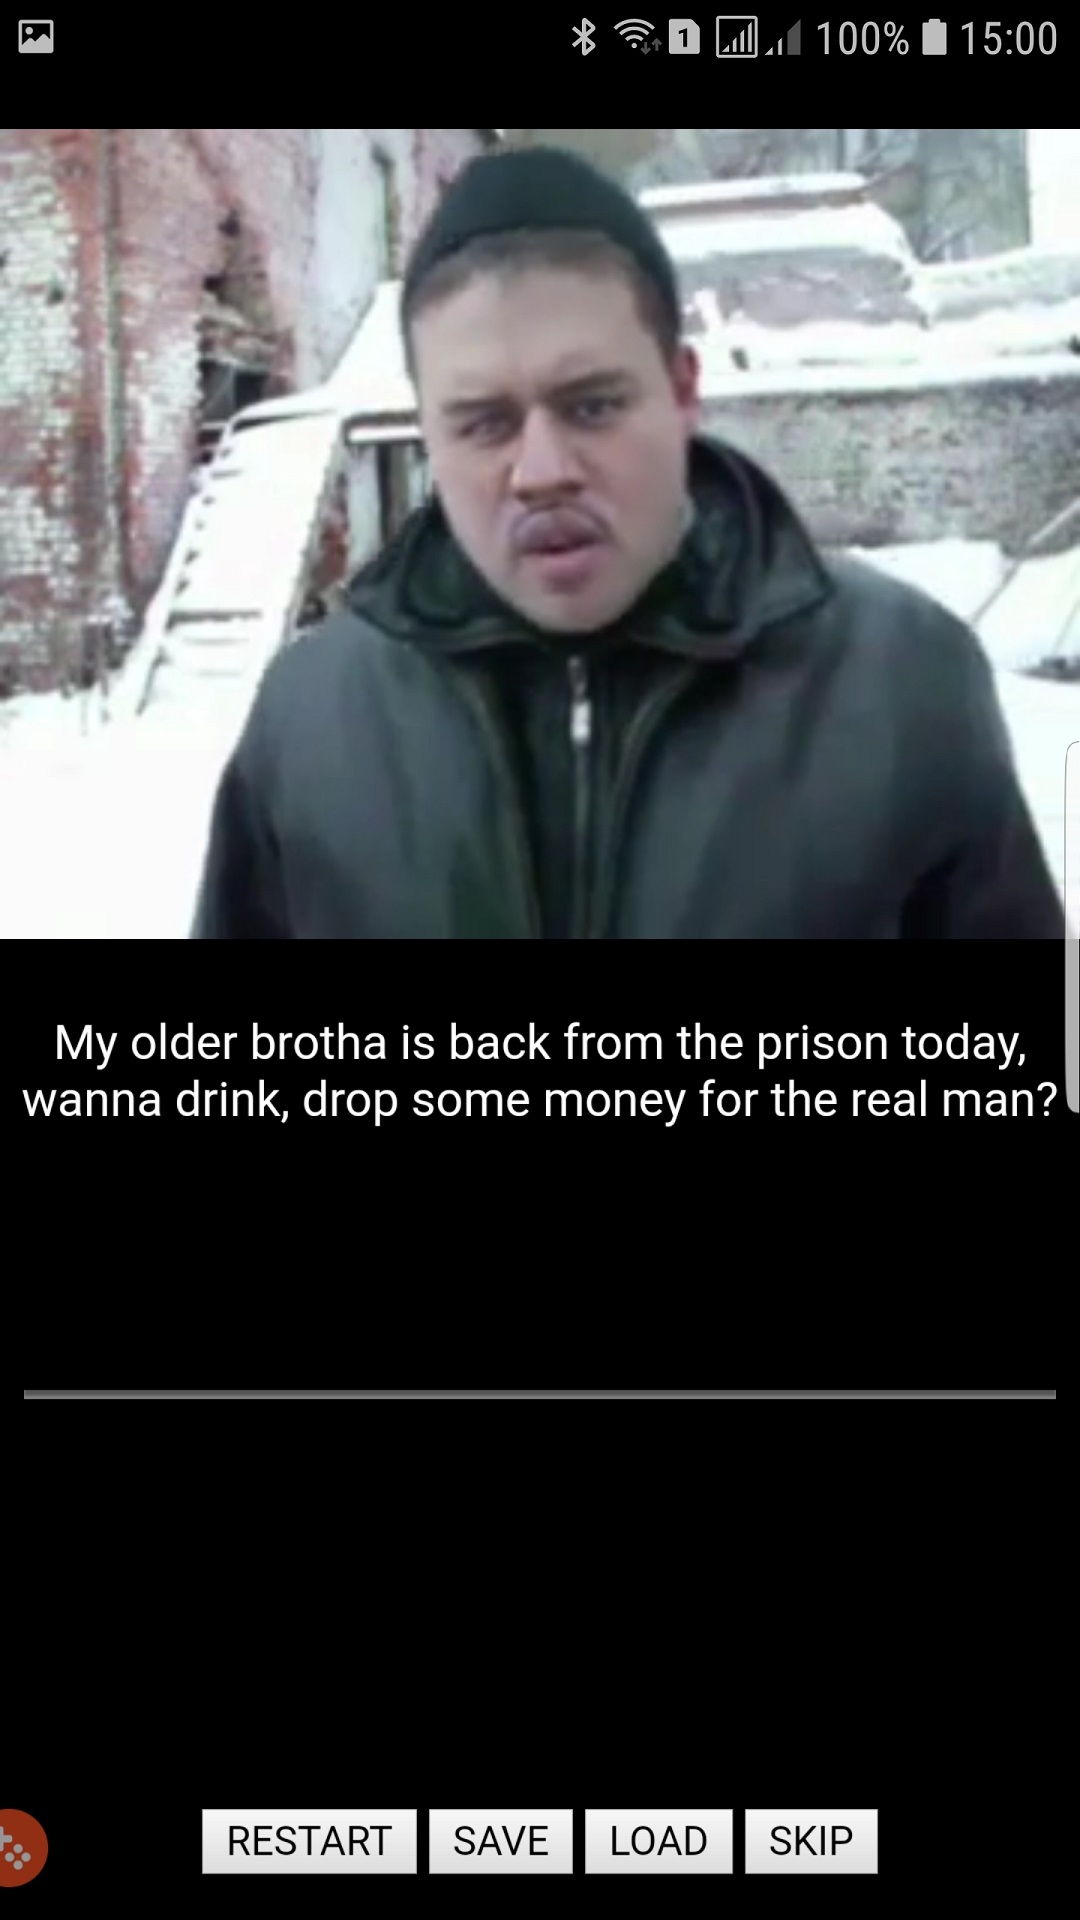 1 100% 15:00
My older brotha is back from the prison today,
wanna drink, drop some money for the real man?
RESTART SAVE LOAD SKIP